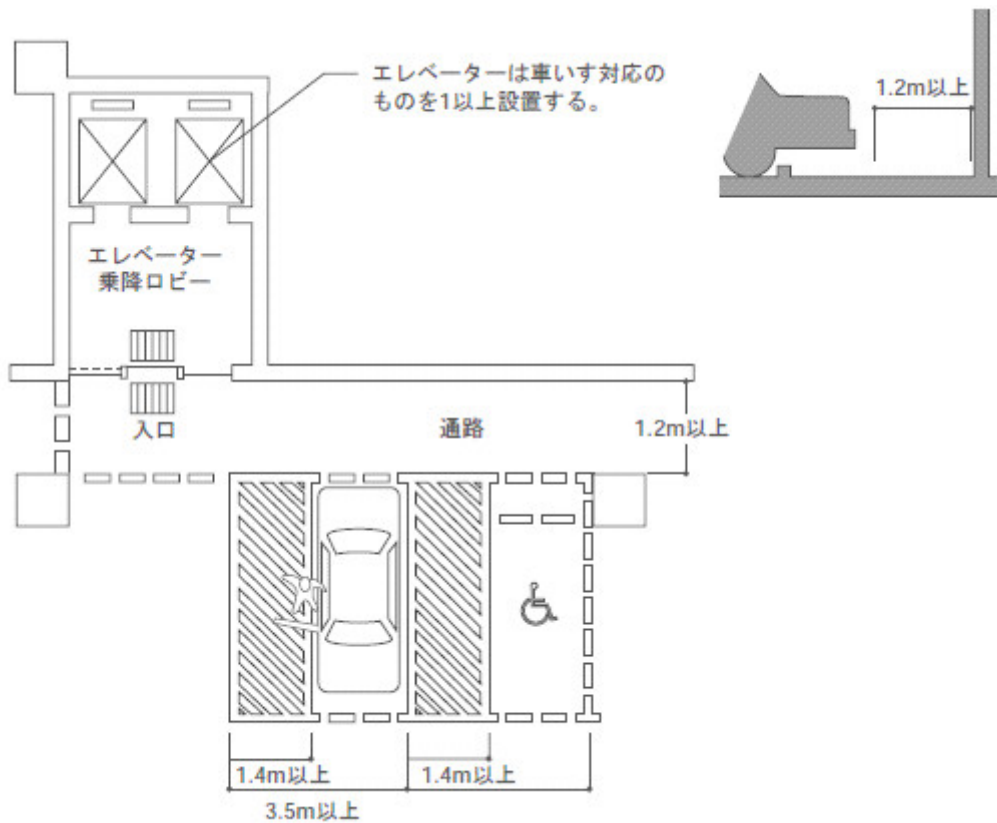 エレベーターは車いす対応の
ものを1以上設置する。
1.2m以上
エレベーター
乗降ロビー
入口
通路
1.2m以上
1.4m以上
1.4m以上
3.5m以上